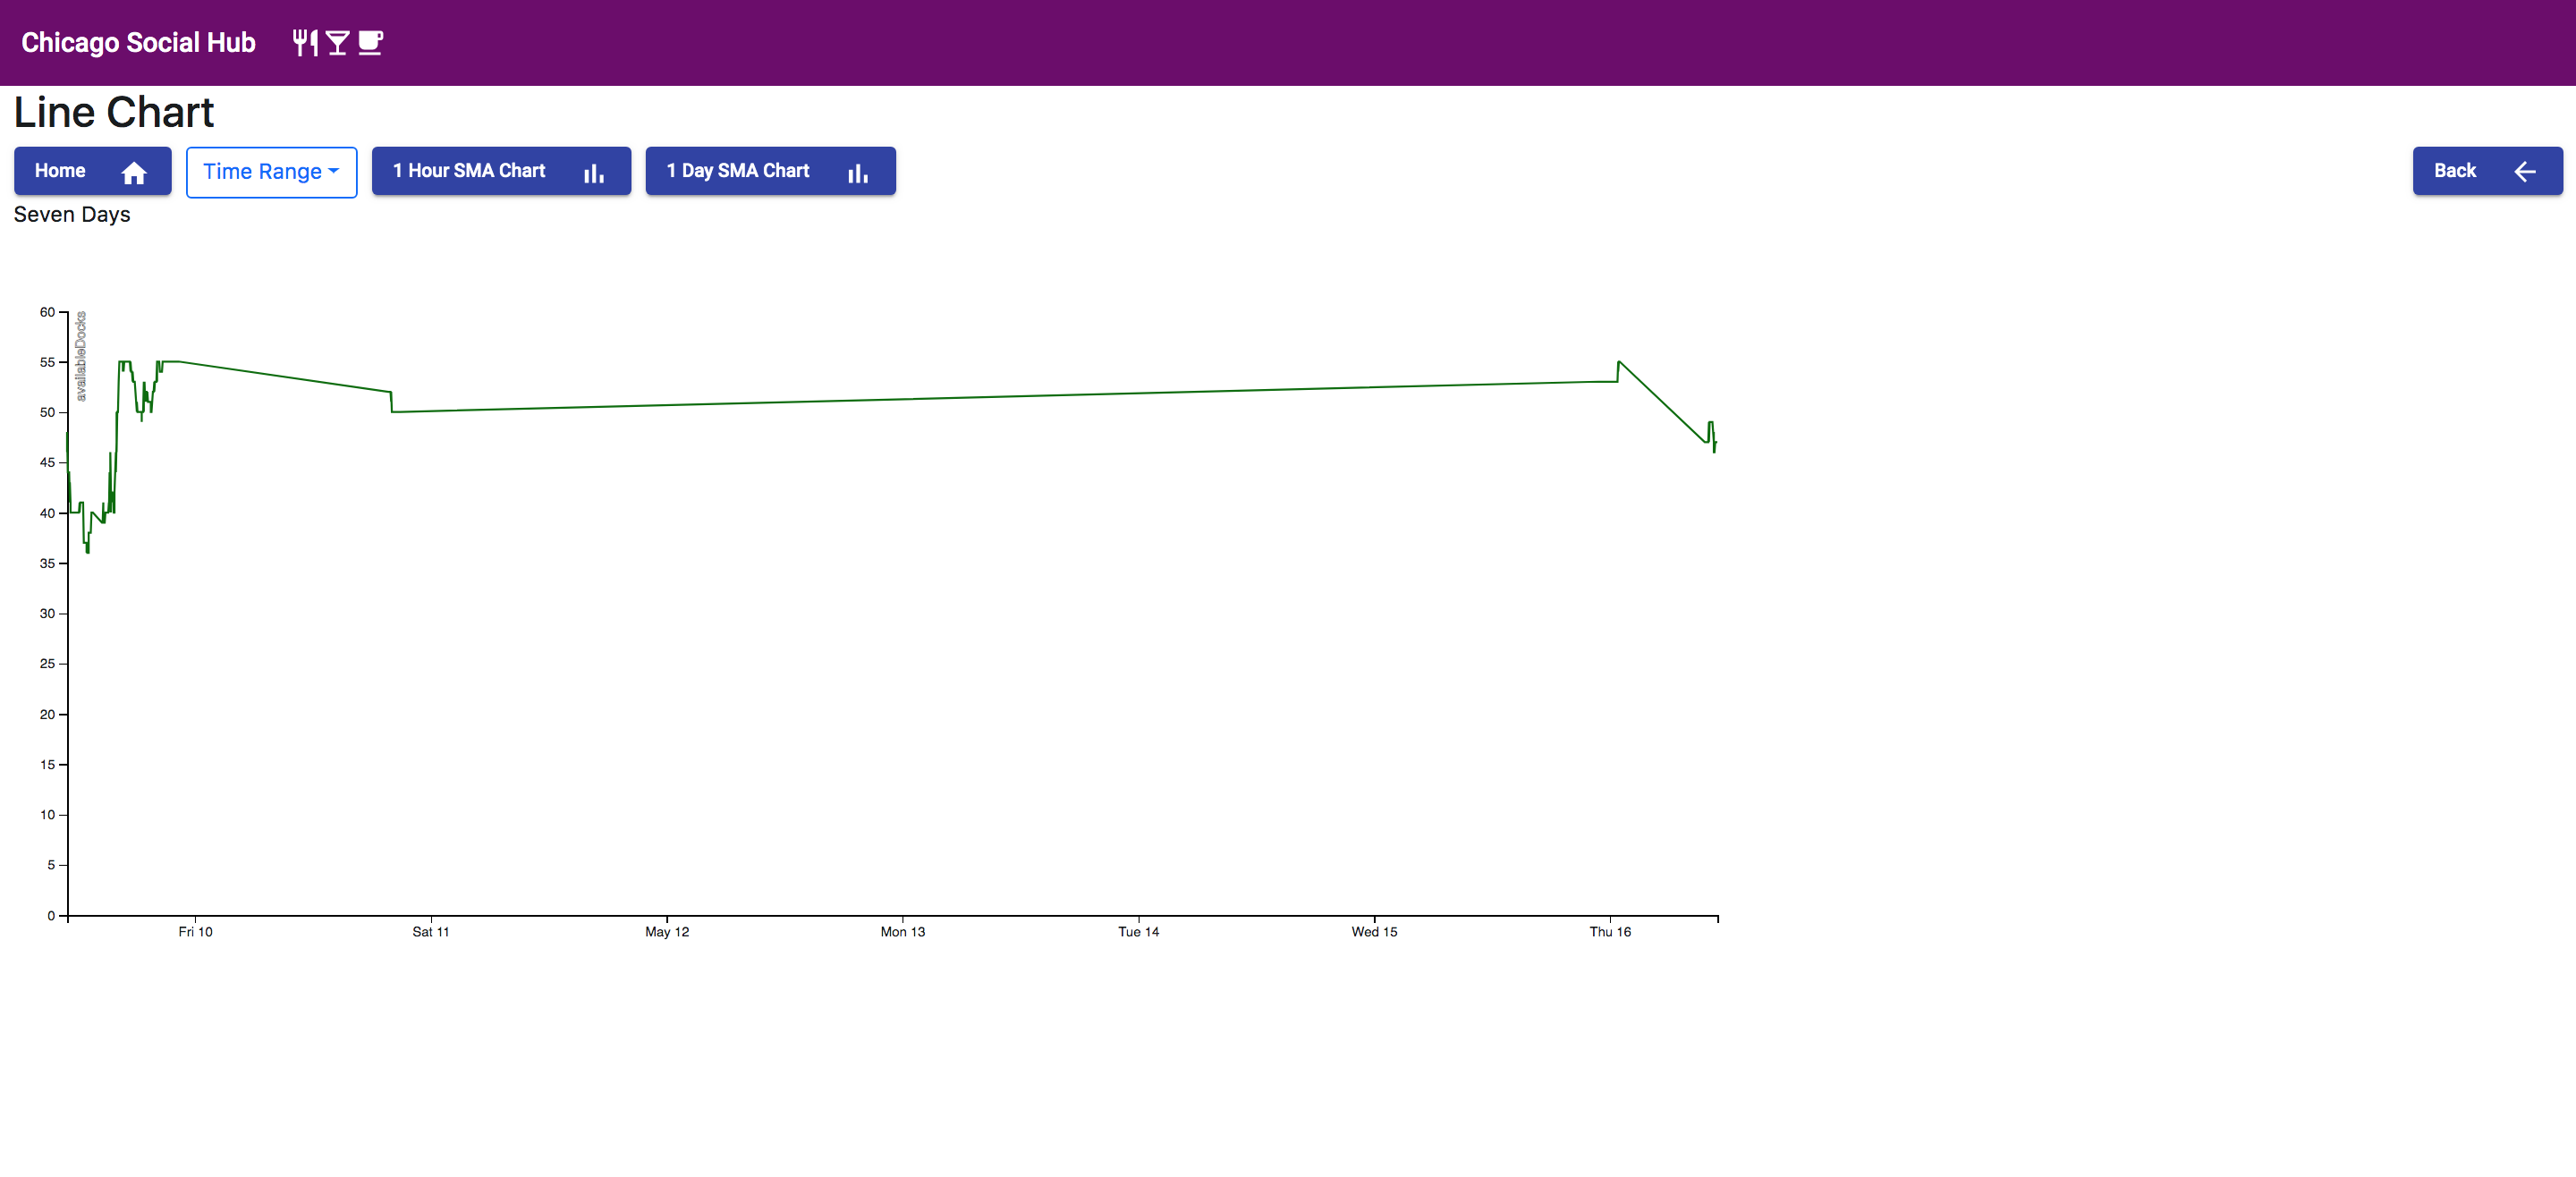 Chicago Social Hub
Line Chart
Home
Time Range
1 Hour SMA Chart
1 Day SMA Chart
Back
Seven Days
availableDocks
60
55
50
45
40
35
30
25
20
15
10
5
0
Fri 10
Sat 11
May 12
Mon 13
Tue 14
Wed 15
Thu 16